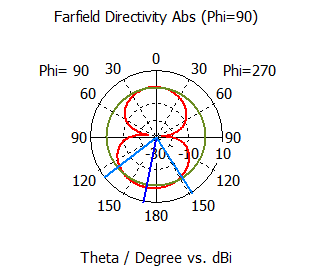 Farfield Directivity Abs (Phi=90)
0
Phi= 90 30 30 Phi=270
60 60
90 -30 -10 10 90
120 120
150 150
180
Theta / Degree vs. dBi